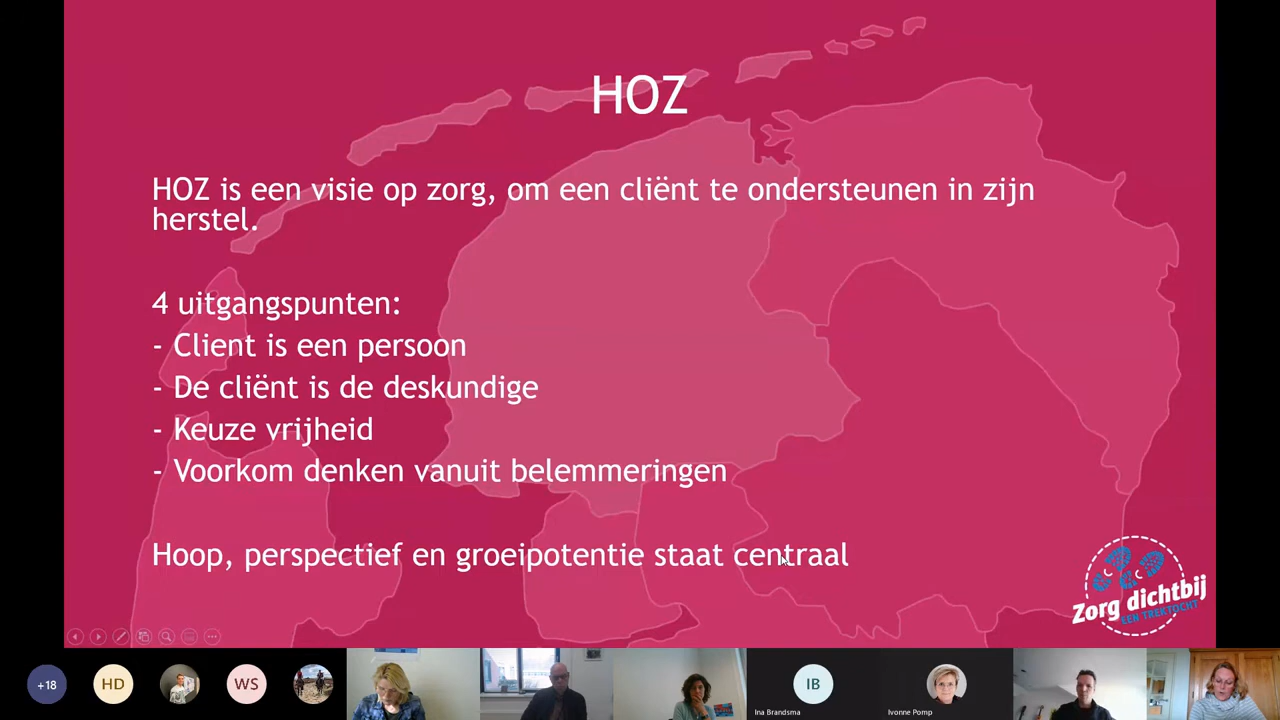 HOZ
HOZ is een visie op zorg, om een cliënt te ondersteunen in zijn
herstel.
4 uitgangspunten:
- Client is een persoon
- De cliënt is de deskundige
- Keuze vrijheid
- Voorkom denken vanuit belemmeringen
Hoop, perspectief en groeipotentie staat centraal
Zorg dichtbij
EEN TREKTOCHT
+18
HD
WS
IB
Ina Brandsma
Ivonne Pomp